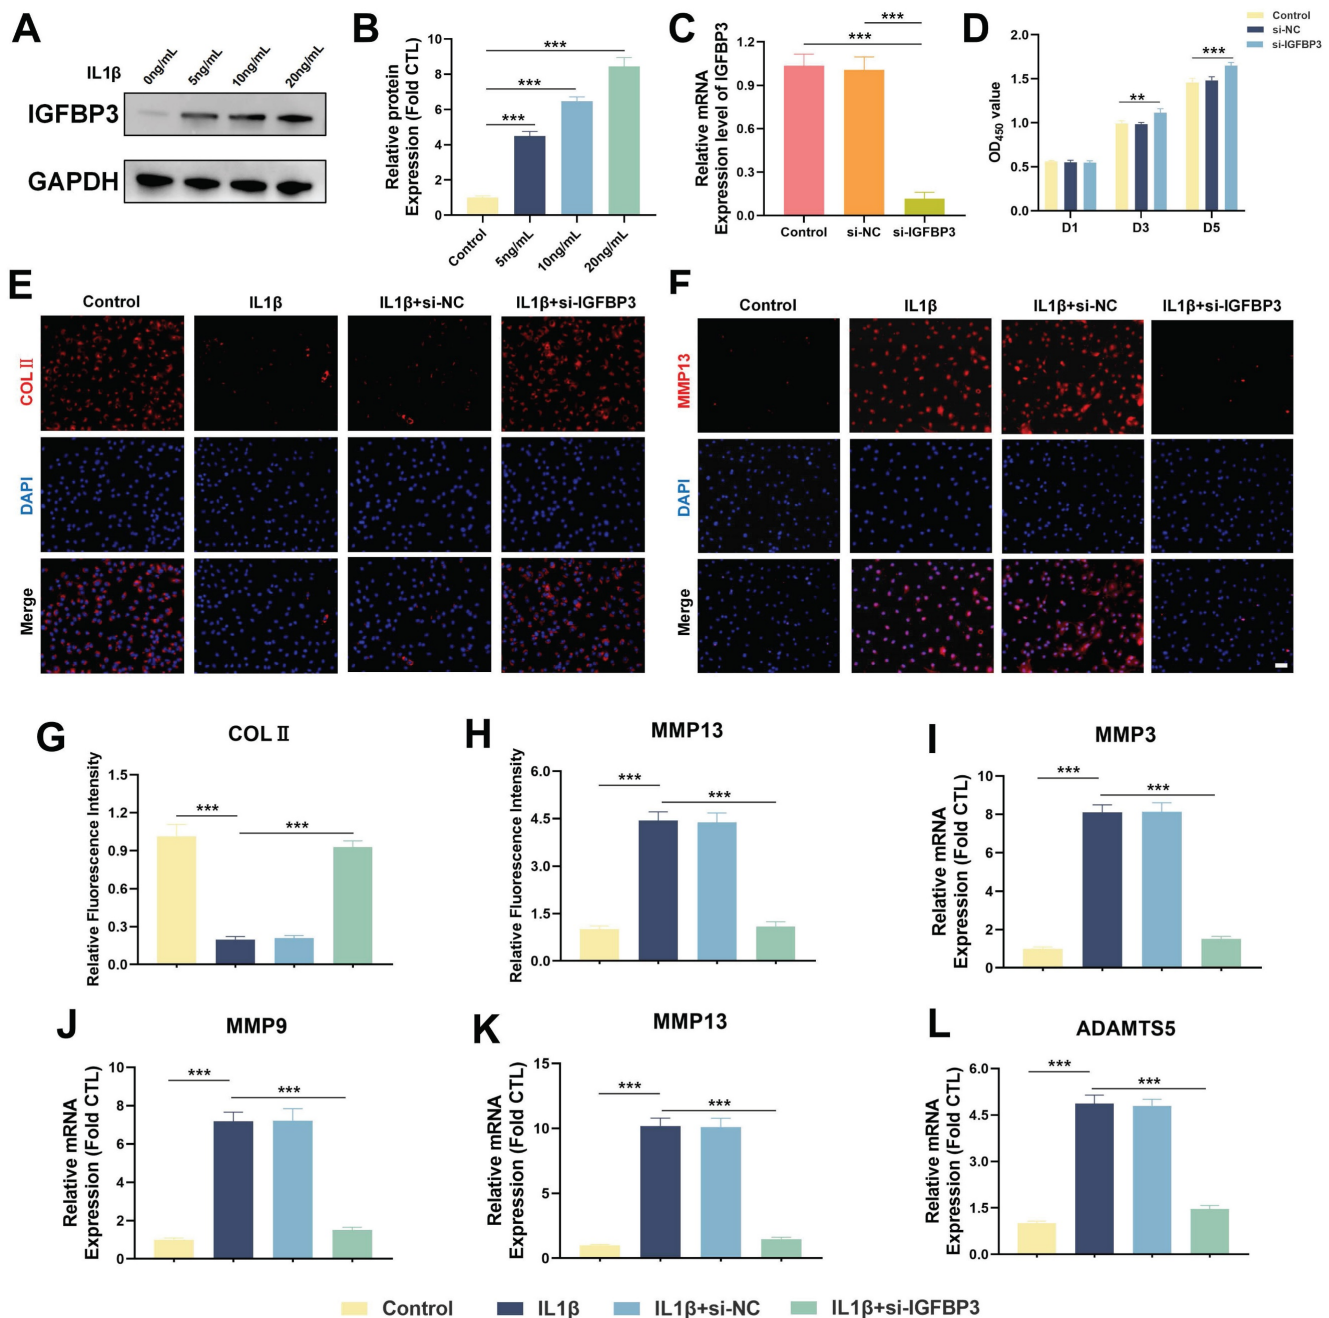 A
IL1β
0ng/mL
5ng/mL
10ng/mL
20ng/mL
IGFBP3
GAPDH
B
Relative protein
Expression (Fold CTL)
10
8
6
4
2
0
***
***
***
Control
5ng/mL
10ng/mL
20ng/mL
C
Relative mRNA
Expression level of IGFBP3
1.2
0.9
0.6
0.3
0.0
***
***
Control si-NC si-IGFBP3
D
Control
si-NC
si-IGFBP3
OD450 value
2.0
1.5
1.0
0.5
0.0
**
***
D1 D3 D5
E
Control IL1β IL1β+si-NC IL1β+si-IGFBP3
COL Ⅱ
DAPI
Merge
F
Control IL1β IL1β+si-NC IL1β+si-IGFBP3
MMP13
DAPI
Merge
G
COL Ⅱ
Relative Fluorescence Intensity
1.5
1.2
0.9
0.6
0.3
0.0
***
***
H
MMP13
Relative Fluorescence Intensity
6.0
4.5
3.0
1.5
0.0
***
***
I
MMP3
Relative mRNA
Expression (Fold CTL)
10
8
6
4
2
0
***
***
J
MMP9
Relative mRNA
Expression (Fold CTL)
10
8
6
4
2
0
***
***
K
MMP13
Relative mRNA
Expression (Fold CTL)
15
10
5
0
***
***
L
ADAMTS5
Relative mRNA
Expression (Fold CTL)
6.0
4.5
3.0
1.5
0.0
***
***
Control IL1β IL1β+si-NC IL1β+si-IGFBP3